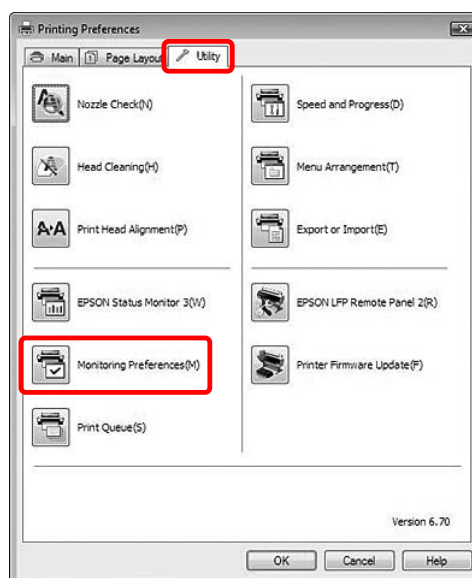 Printing Preferences
Main Page Layout Utility
Nozzle Check(N)
Speed and Progress(D)
Head Cleaning(H)
Menu Arrangement(T)
A›A Print Head Alignment(P)
Export or Import(E)
EPSON Status Monitor 3(W)
EPSON LFP Remote Panel 2(R)
Monitoring Preferences(M)
Printer Firmware Update(F)
Print Queue(S)
Version 6.70
OK Cancel Help